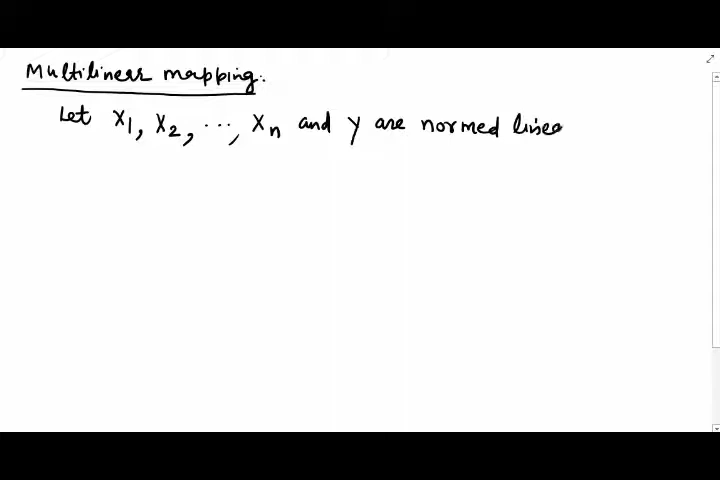 Multilinear mapping:
Let X1, X2, ..., Xn and Y are normed linea